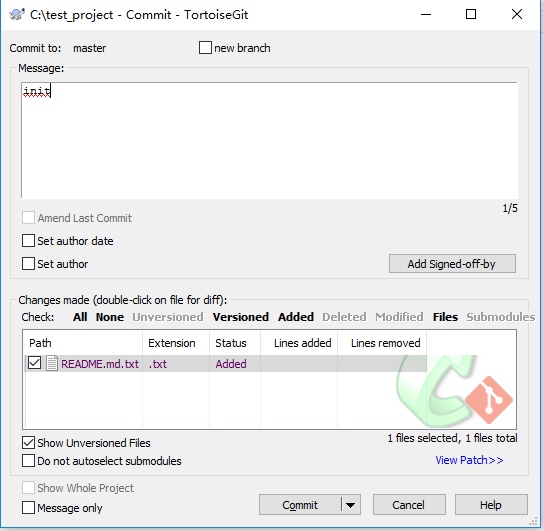 C:\test_project - Commit - TortoiseGit
Commit to: master new branch
Message:
init
1/5
Amend Last Commit
Set author date
Set author Add Signed-off-by
Changes made (double-click on file for diff):
Check: All None Unversioned Versioned Added Deleted Modified Files Submodules
Path Extension Status Lines added Lines removed
README.md.txt .txt Added
Show Unversioned Files 1 files selected, 1 files total
Do not autoselect submodules View Patch>>
Show Whole Project
Message only Commit Cancel Help